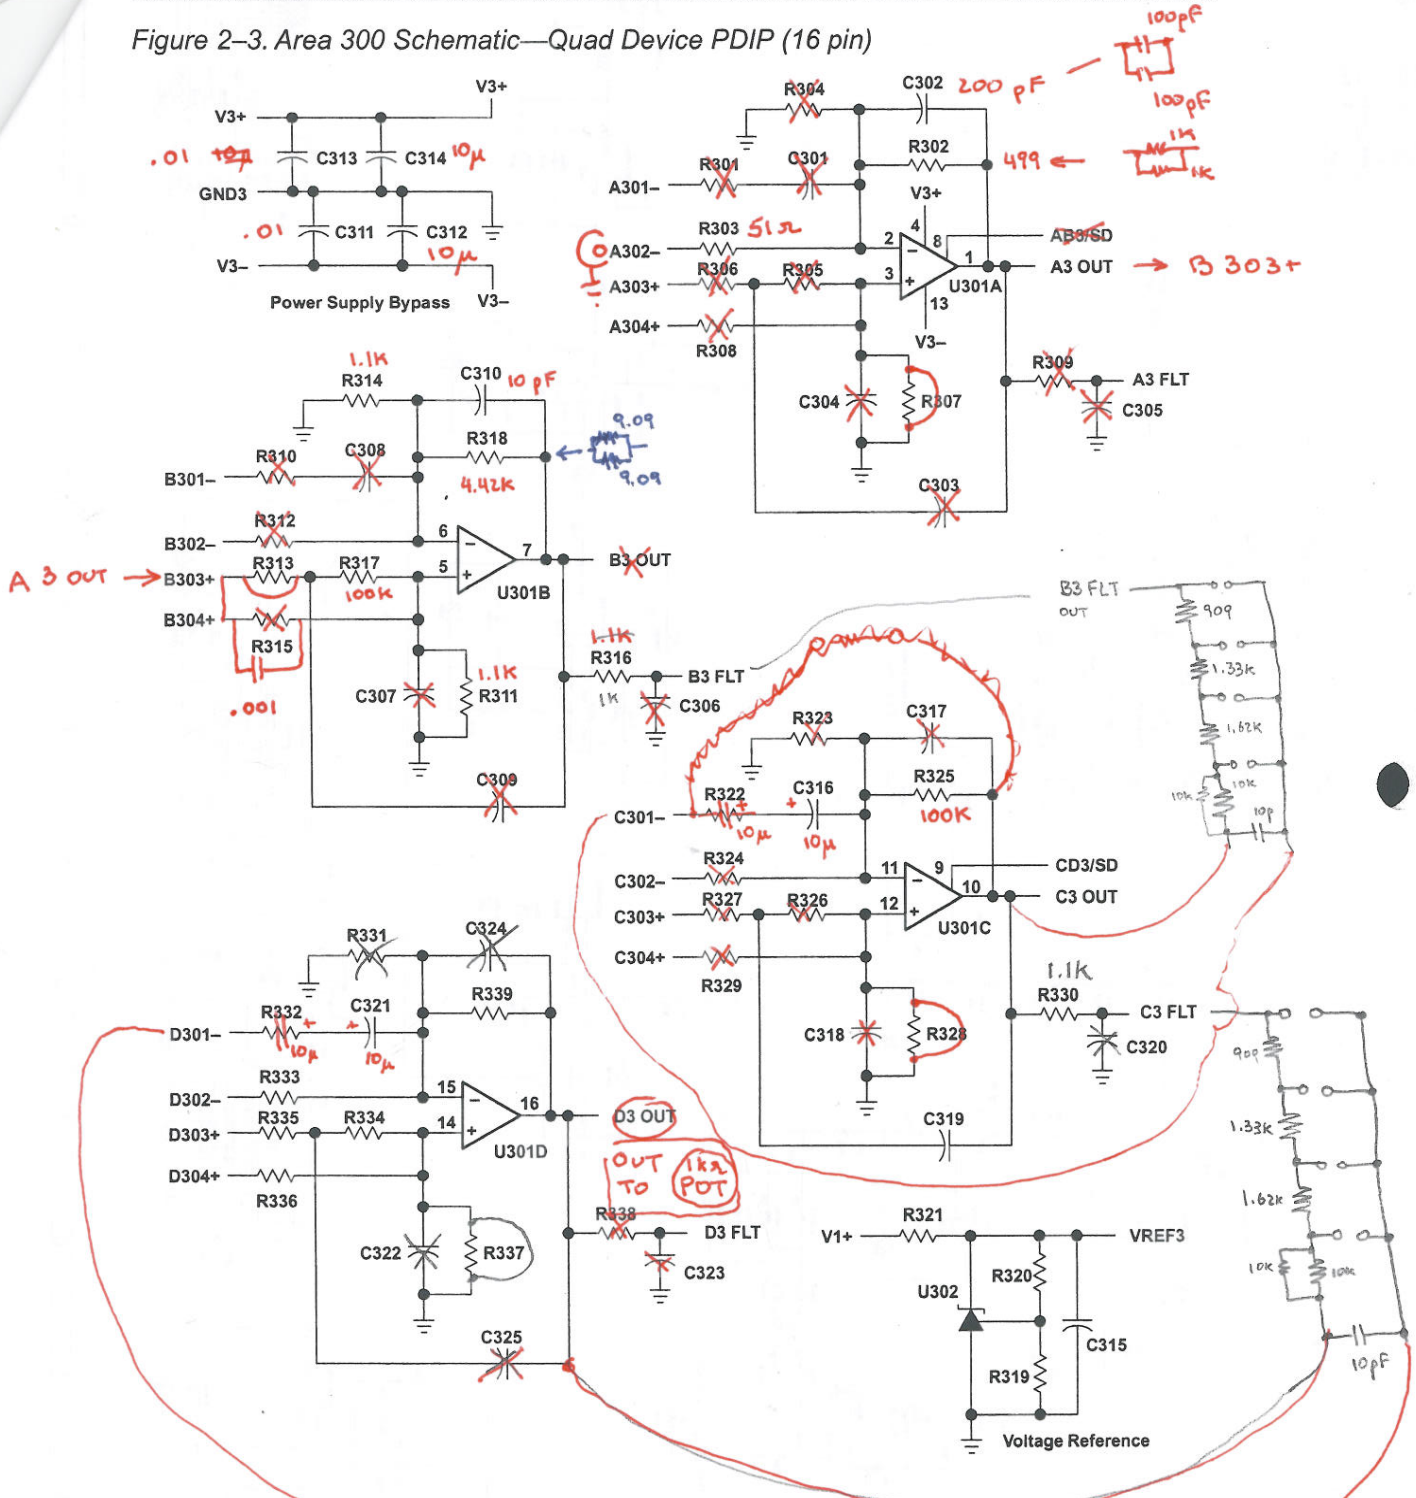 Figure 2–3. Area 300 Schematic—Quad Device PDIP (16 pin)
100pF
100pF
V3+
V3+
.01
10µ
C313
C314
10µ
GND3
.01
C311
C312
10µ
V3–
V3–
Power Supply Bypass
R304
C302
200 pF
R302
499
1K
1K
R301
C301
A301–
V3+
R303
51Ω
A302–
2
4
8
AB3/SD
1
A3 OUT
B 303+
R306
R305
A303+
3
U301A
13
A304+
R308
V3–
R309
A3 FLT
C304
R307
C305
C303
1.1K
R314
C310
10 pF
R318
4.42K
9.09
9.09
R310
C308
B301–
R312
B302–
6
7
B3 OUT
A 3 OUT
B303+
R313
R317
100K
5
U301B
B304+
R315
.001
1.1K
R316
1K
B3 FLT
C306
C307
1.1K
R311
C309
B3 FLT
OUT
909
1.33K
1.62K
10K
10K
10p
R323
C317
R322
C316
R325
100K
C301–
10µ
10µ
R324
C302–
11
9
CD3/SD
10
C3 OUT
R327
R326
C303+
12
U301C
C304+
R329
1.1K
R330
C3 FLT
C320
C318
R328
C319
909
1.33K
1.62K
10K
10K
10pF
R331
C324
R339
R332
C321
D301–
10µ
10µ
R333
D302–
15
16
D3 OUT
R335
R334
D303+
14
U301D
D304+
R336
OUT
TO
1KΩ
POT
R338
D3 FLT
C323
C322
R337
C325
R321
V1+
VREF3
R320
U302
C315
R319
Voltage Reference